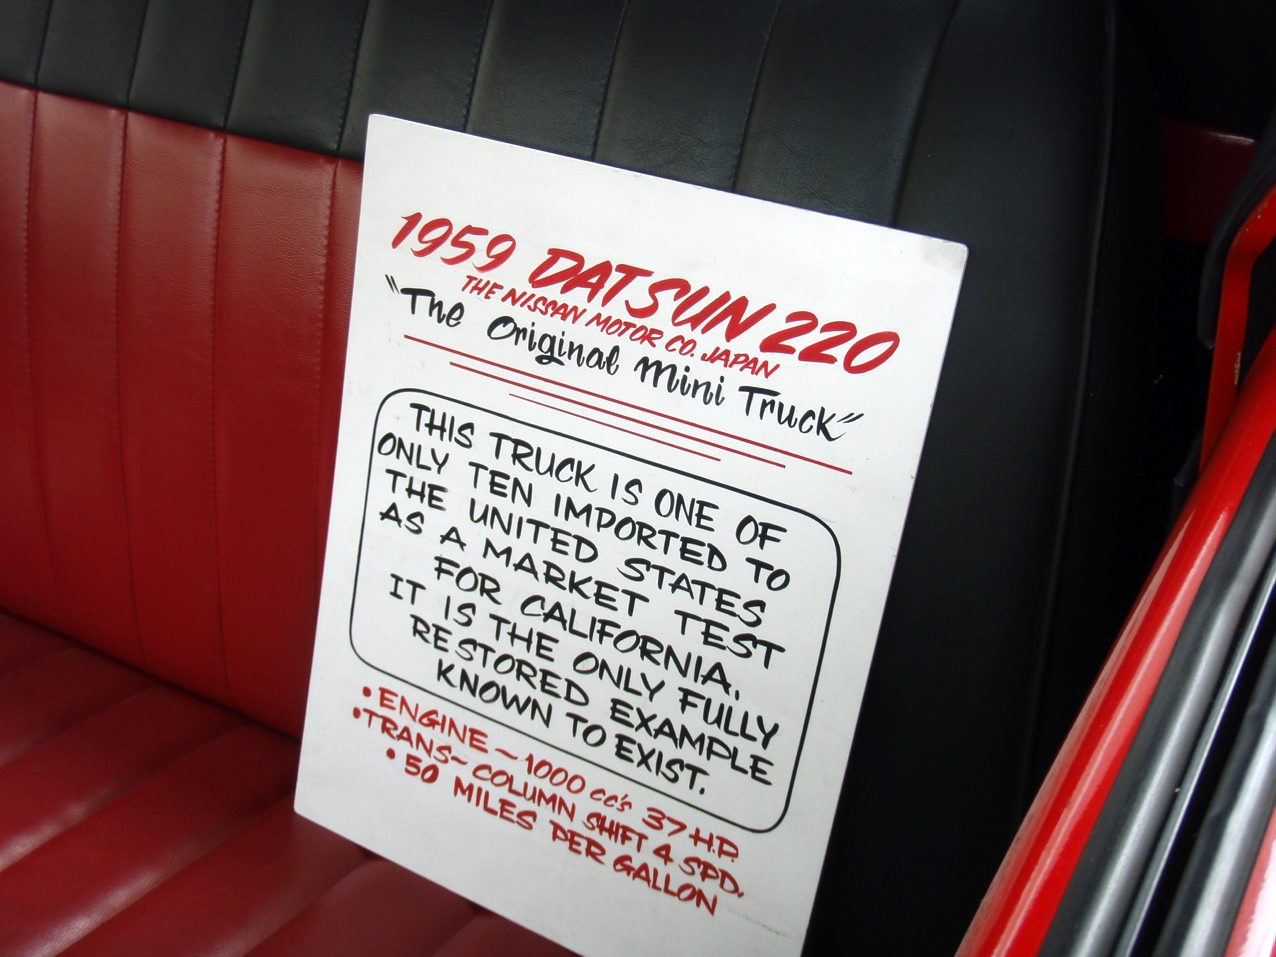 1959 DATSUN 220
THE NISSAN MOTOR CO. JAPAN
"The Original Mini Truck"
THIS TRUCK IS ONE OF
ONLY TEN IMPORTED TO
THE UNITED STATES
AS A MARKET TEST
FOR CALIFORNIA.
IT IS THE ONLY FULLY
RESTORED EXAMPLE
KNOWN TO EXIST.
• ENGINE ~ 1000 cc's 37 H.P.
• TRANS~ COLUMN SHIFT 4 SPD.
• 50 MILES PER GALLON